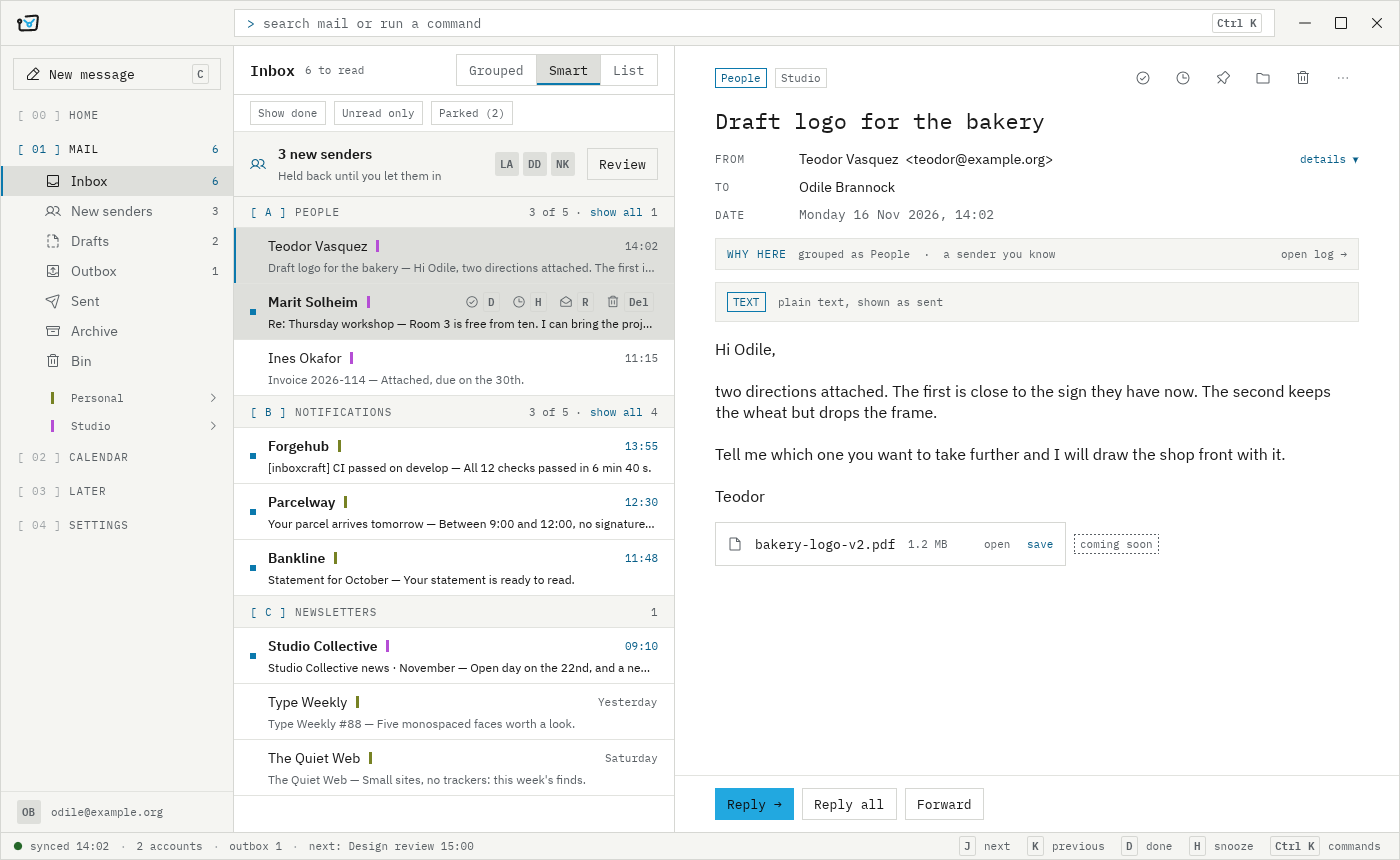 > search mail or run a command Ctrl K
New message C
[ 00 ] HOME
[ 01 ] MAIL 6
Inbox 6
New senders 3
Drafts 2
Outbox 1
Sent
Archive
Bin
Personal
Studio
[ 02 ] CALENDAR
[ 03 ] LATER
[ 04 ] SETTINGS
OB odile@example.org
Inbox 6 to read Grouped Smart List
Show done Unread only Parked (2)
3 new senders
Held back until you let them in
LA DD NK Review
[ A ] PEOPLE 3 of 5 · show all 1
Teodor Vasquez 14:02
Draft logo for the bakery — Hi Odile, two directions attached. The first i…
Marit Solheim D H R Del
Re: Thursday workshop — Room 3 is free from ten. I can bring the proj…
Ines Okafor 11:15
Invoice 2026-114 — Attached, due on the 30th.
[ B ] NOTIFICATIONS 3 of 5 · show all 4
Forgehub 13:55
[inboxcraft] CI passed on develop — All 12 checks passed in 6 min 40 s.
Parcelway 12:30
Your parcel arrives tomorrow — Between 9:00 and 12:00, no signature…
Bankline 11:48
Statement for October — Your statement is ready to read.
[ C ] NEWSLETTERS 1
Studio Collective 09:10
Studio Collective news · November — Open day on the 22nd, and a ne…
Type Weekly Yesterday
Type Weekly #88 — Five monospaced faces worth a look.
The Quiet Web Saturday
The Quiet Web — Small sites, no trackers: this week's finds.
People Studio
Draft logo for the bakery
FROM Teodor Vasquez <teodor@example.org> details ▾
TO Odile Brannock
DATE Monday 16 Nov 2026, 14:02
WHY HERE grouped as People · a sender you know open log →
TEXT plain text, shown as sent
Hi Odile,
two directions attached. The first is close to the sign they have now. The second keeps
the wheat but drops the frame.
Tell me which one you want to take further and I will draw the shop front with it.
Teodor
bakery-logo-v2.pdf 1.2 MB open save coming soon
Reply → Reply all Forward
synced 14:02 · 2 accounts · outbox 1 · next: Design review 15:00
J next K previous D done H snooze Ctrl K commands